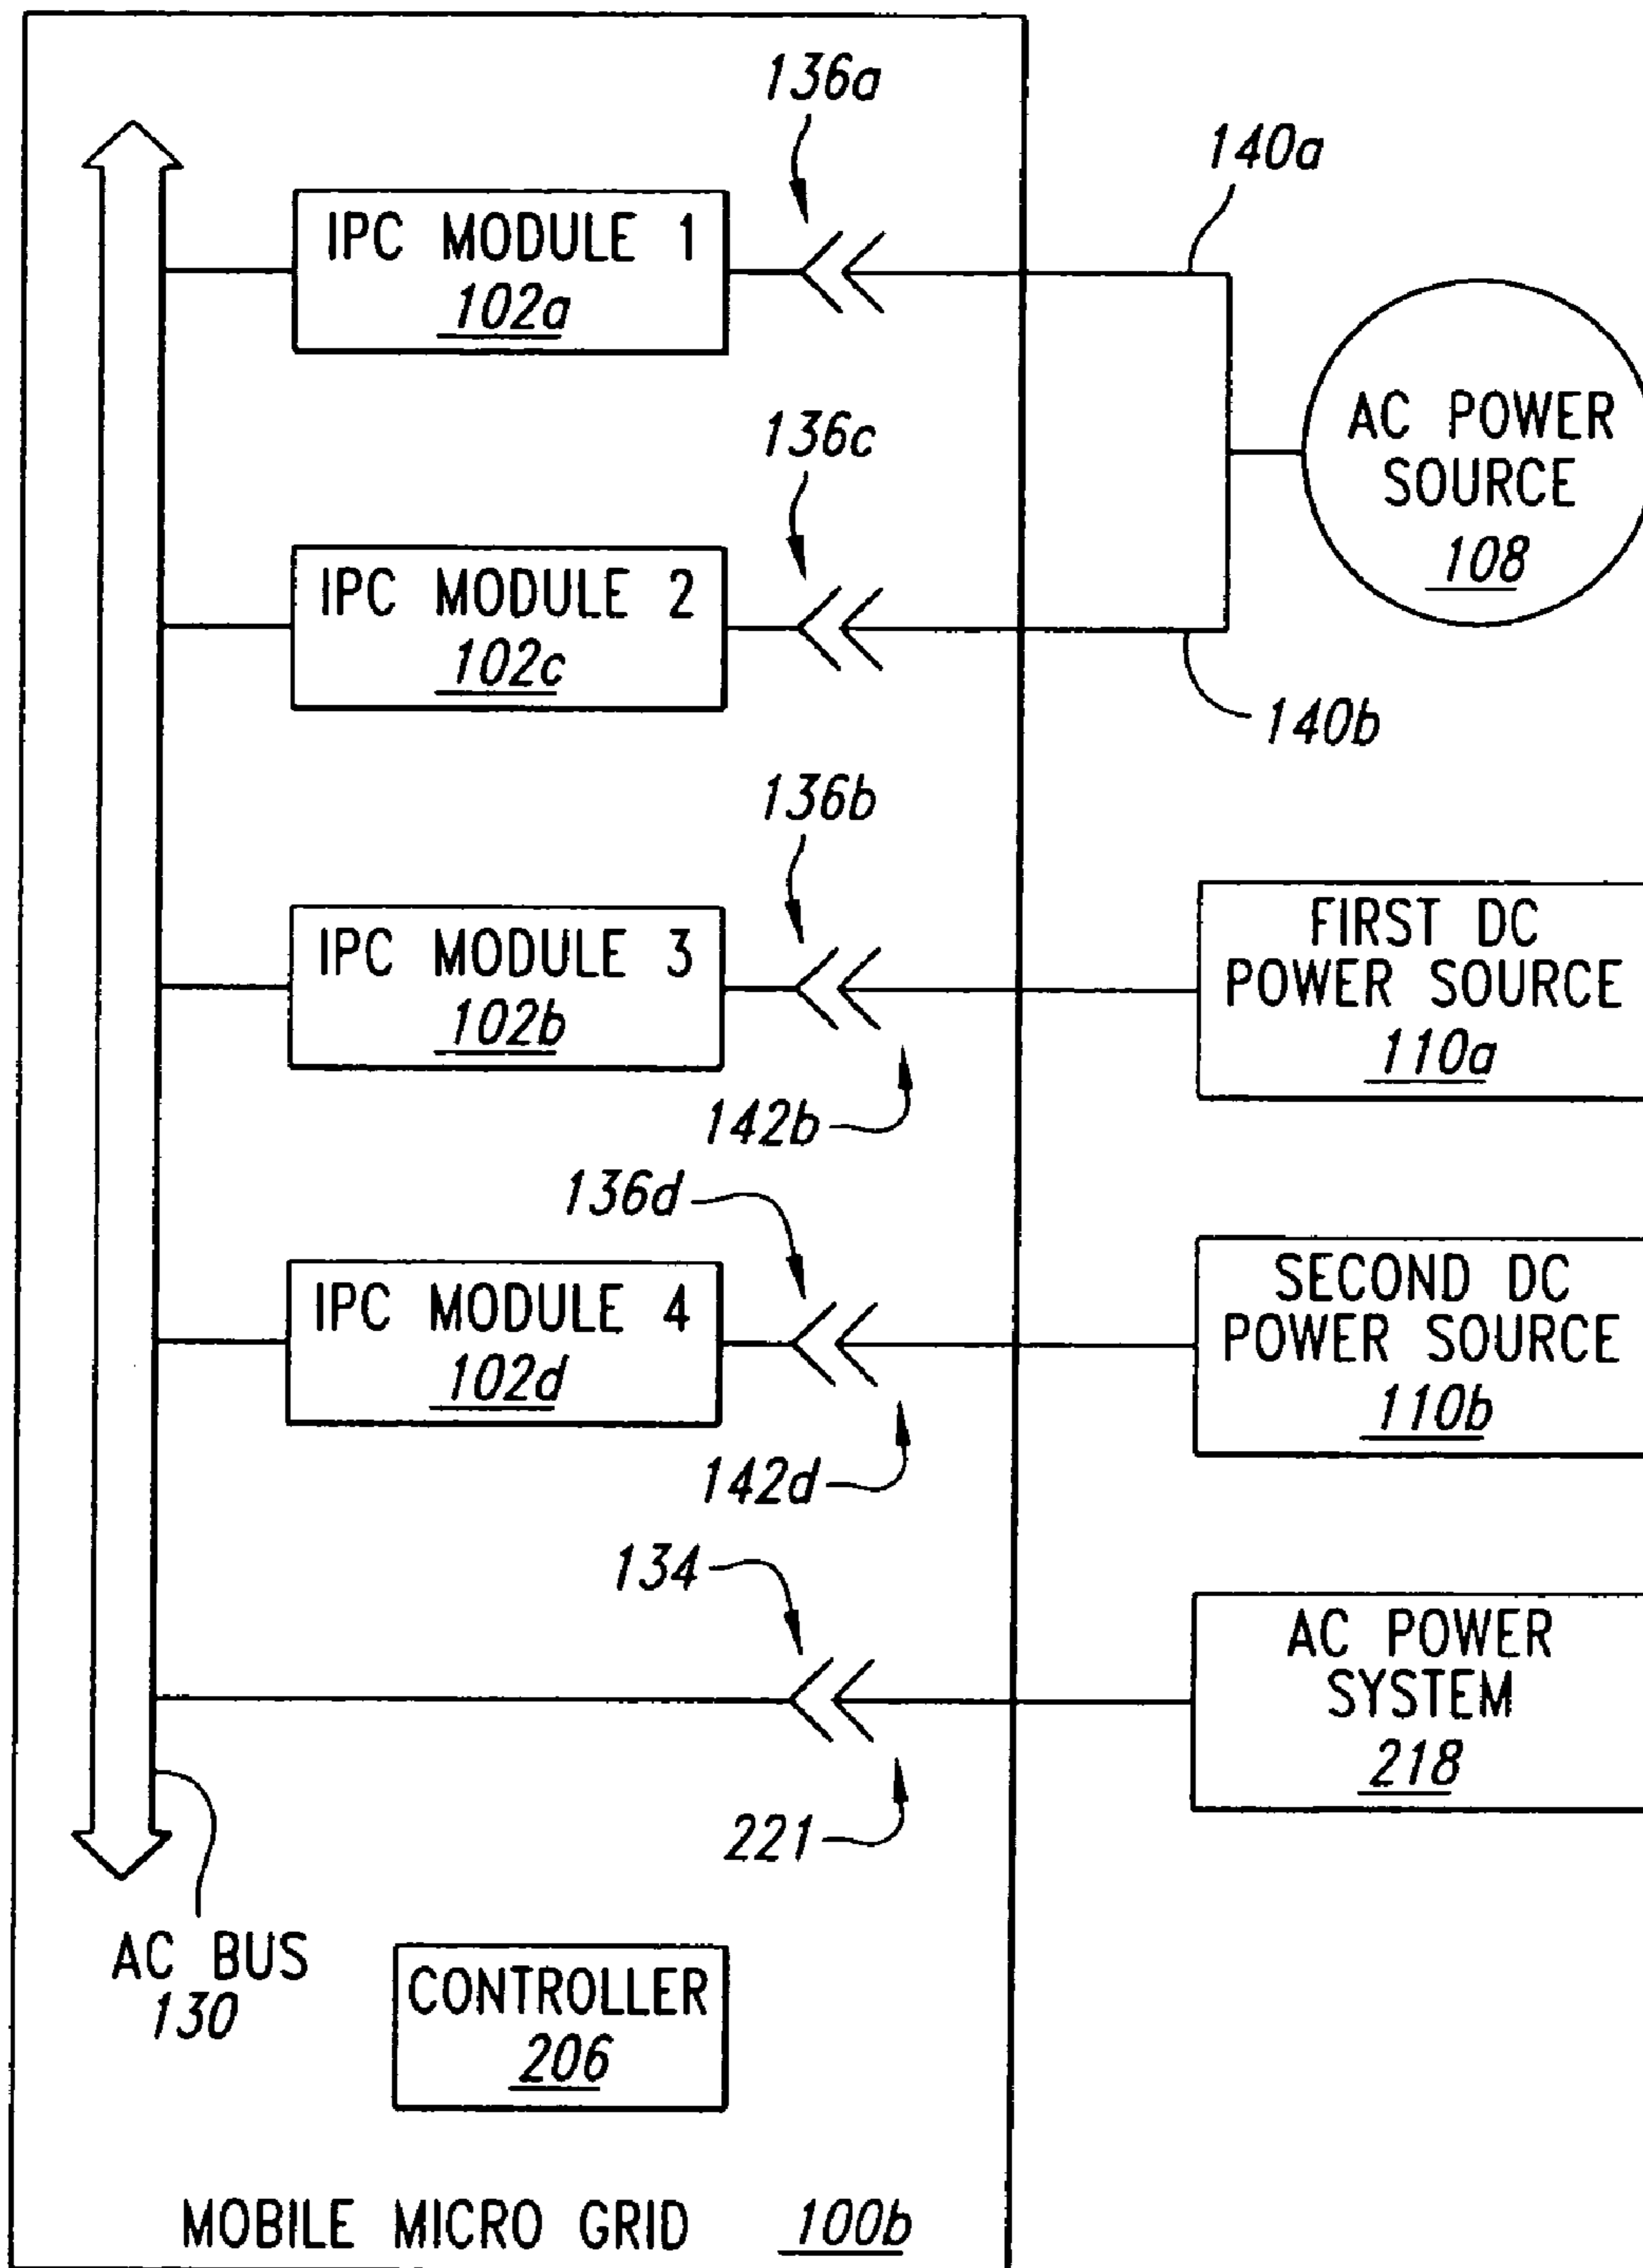 136a
140a
IPC MODULE 1
102a
AC POWER
SOURCE
108
136c
IPC MODULE 2
102c
140b
136b
IPC MODULE 3
102b
FIRST DC
POWER SOURCE
110a
142b
136d
IPC MODULE 4
102d
SECOND DC
POWER SOURCE
110b
142d
134
AC POWER
SYSTEM
218
221
AC BUS
130
CONTROLLER
206
MOBILE MICRO GRID 100b